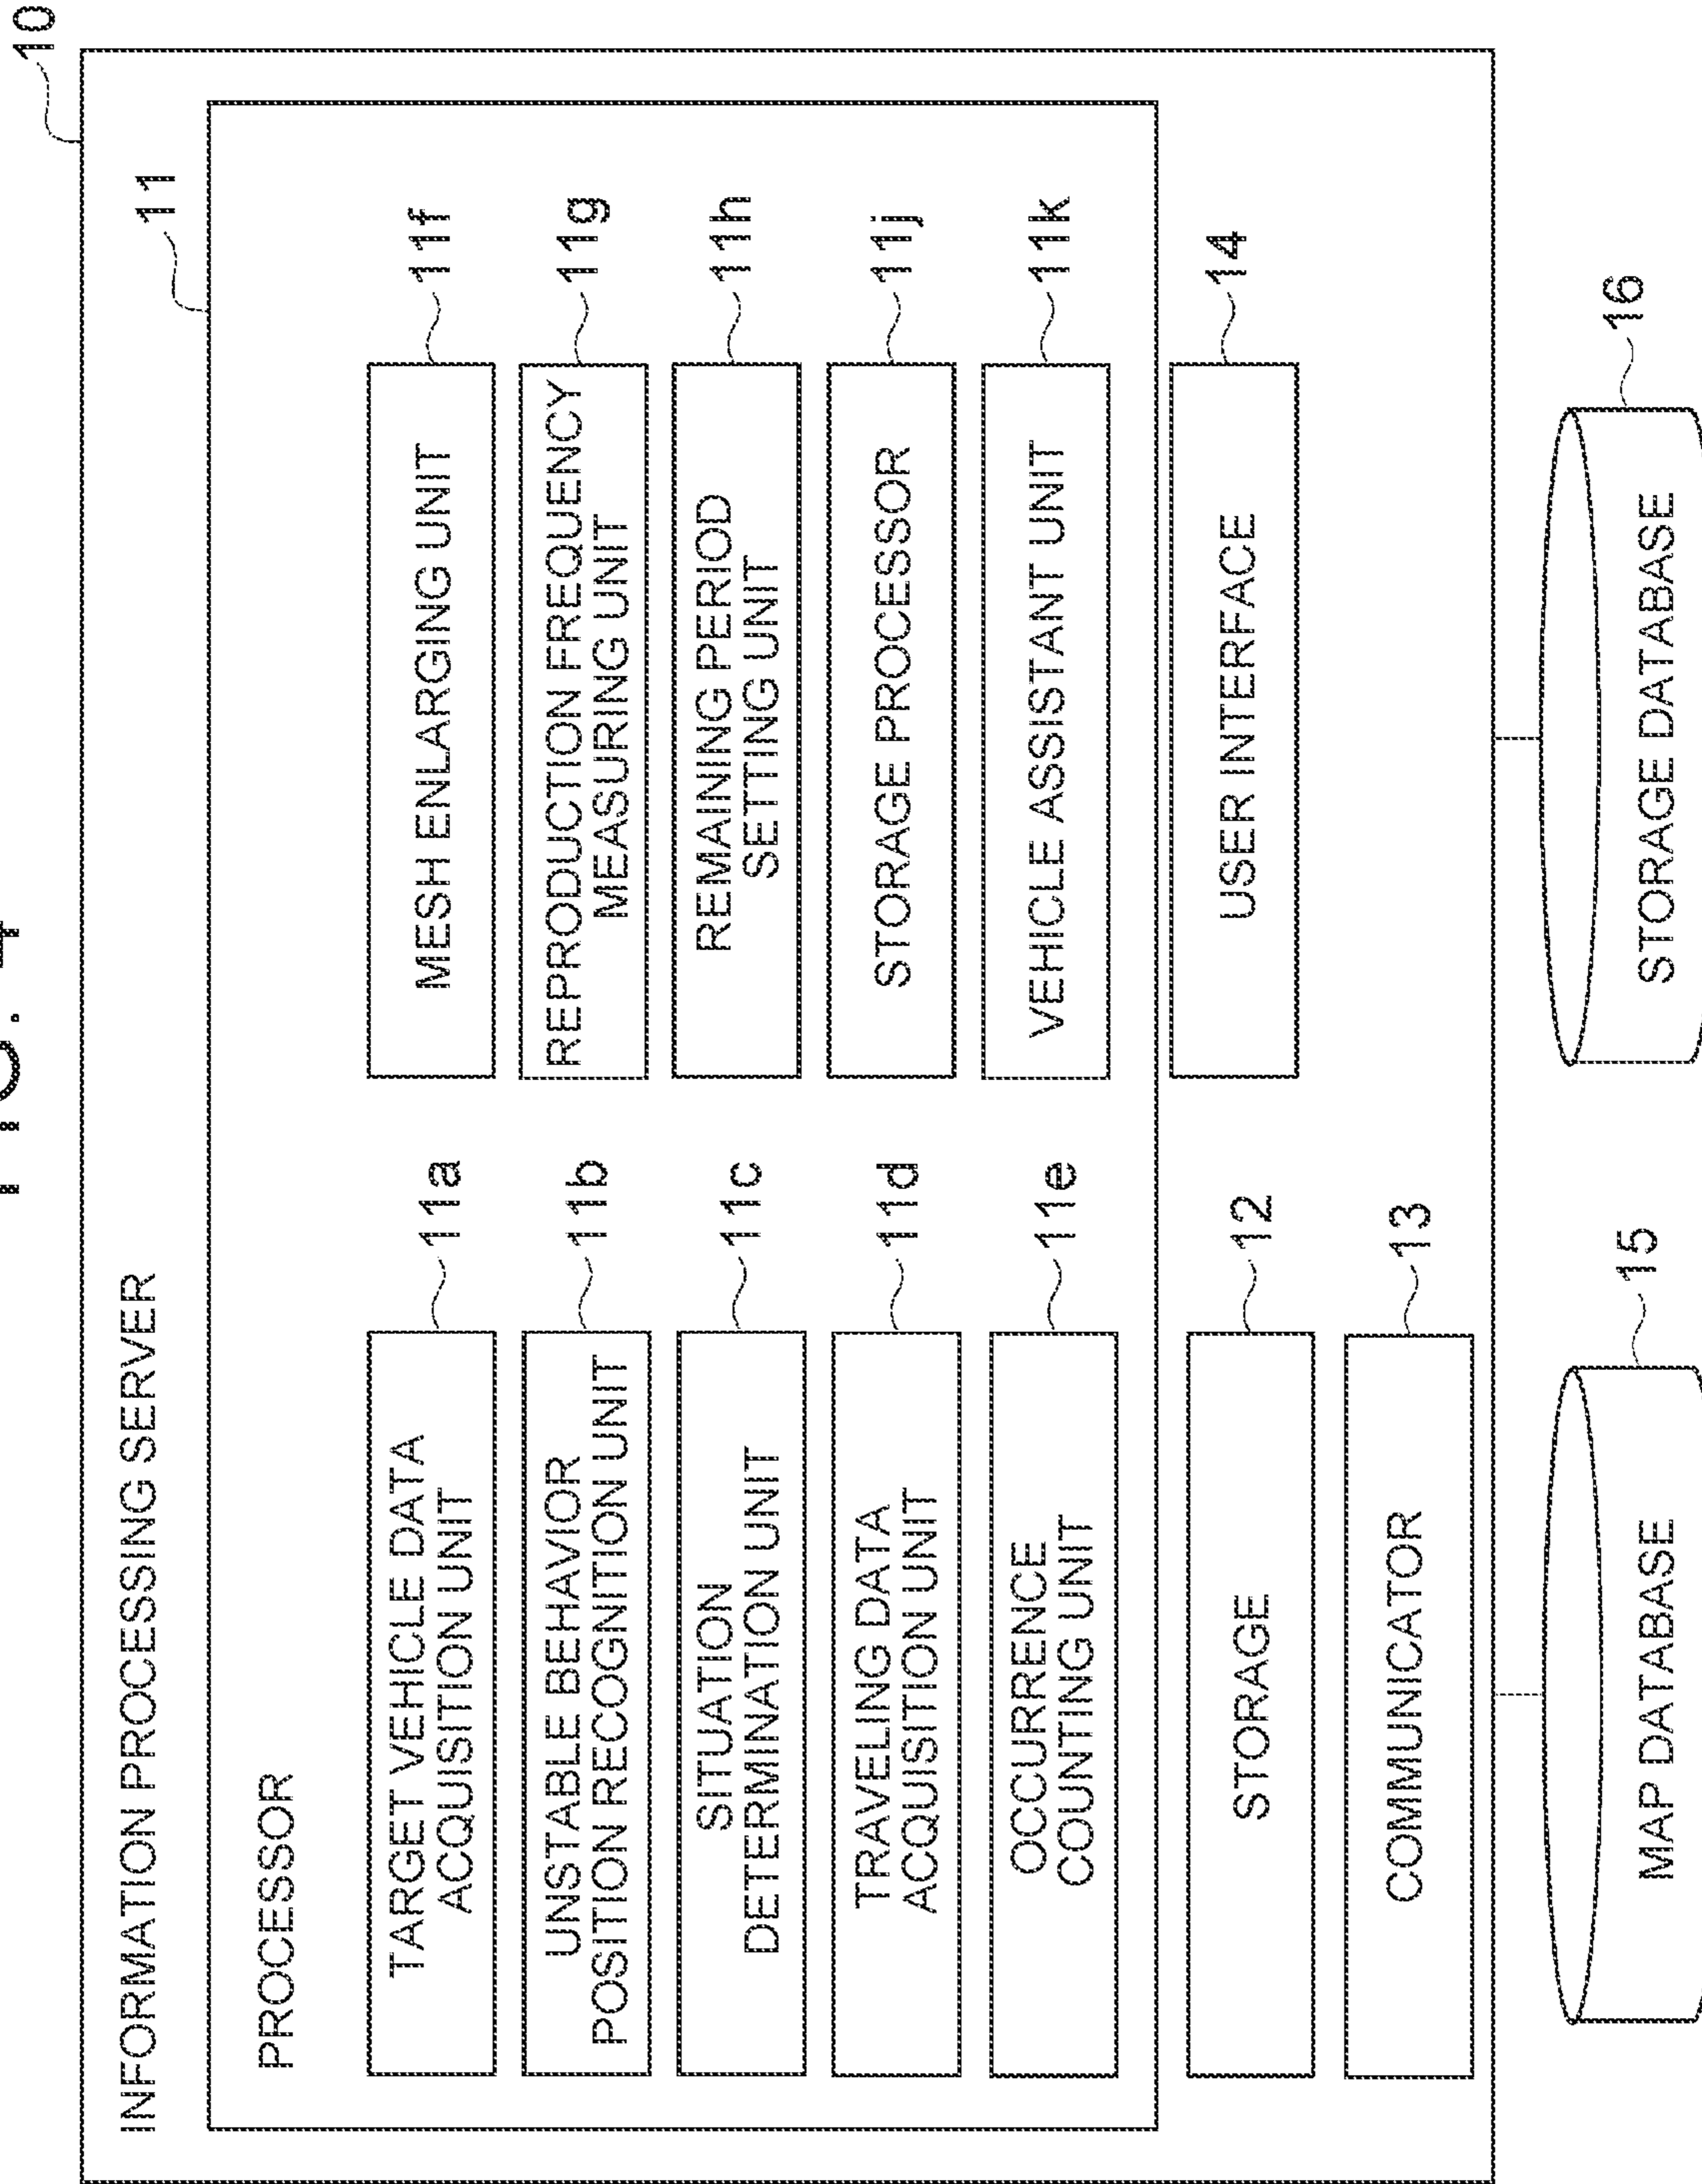 10
INFORMATION PROCESSING SERVER
11
PROCESSOR
11a
TARGET VEHICLE DATA
ACQUISITION UNIT
11b
UNSTABLE BEHAVIOR
POSITION RECOGNITION UNIT
11c
SITUATION
DETERMINATION UNIT
11d
TRAVELING DATA
ACQUISITION UNIT
11e
OCCURRENCE
COUNTING UNIT
11f
MESH ENLARGING UNIT
11g
REPRODUCTION FREQUENCY
MEASURING UNIT
11h
REMAINING PERIOD
SETTING UNIT
11j
STORAGE PROCESSOR
11k
VEHICLE ASSISTANT UNIT
12
STORAGE
13
COMMUNICATOR
14
USER INTERFACE
15
MAP DATABASE
16
STORAGE DATABASE